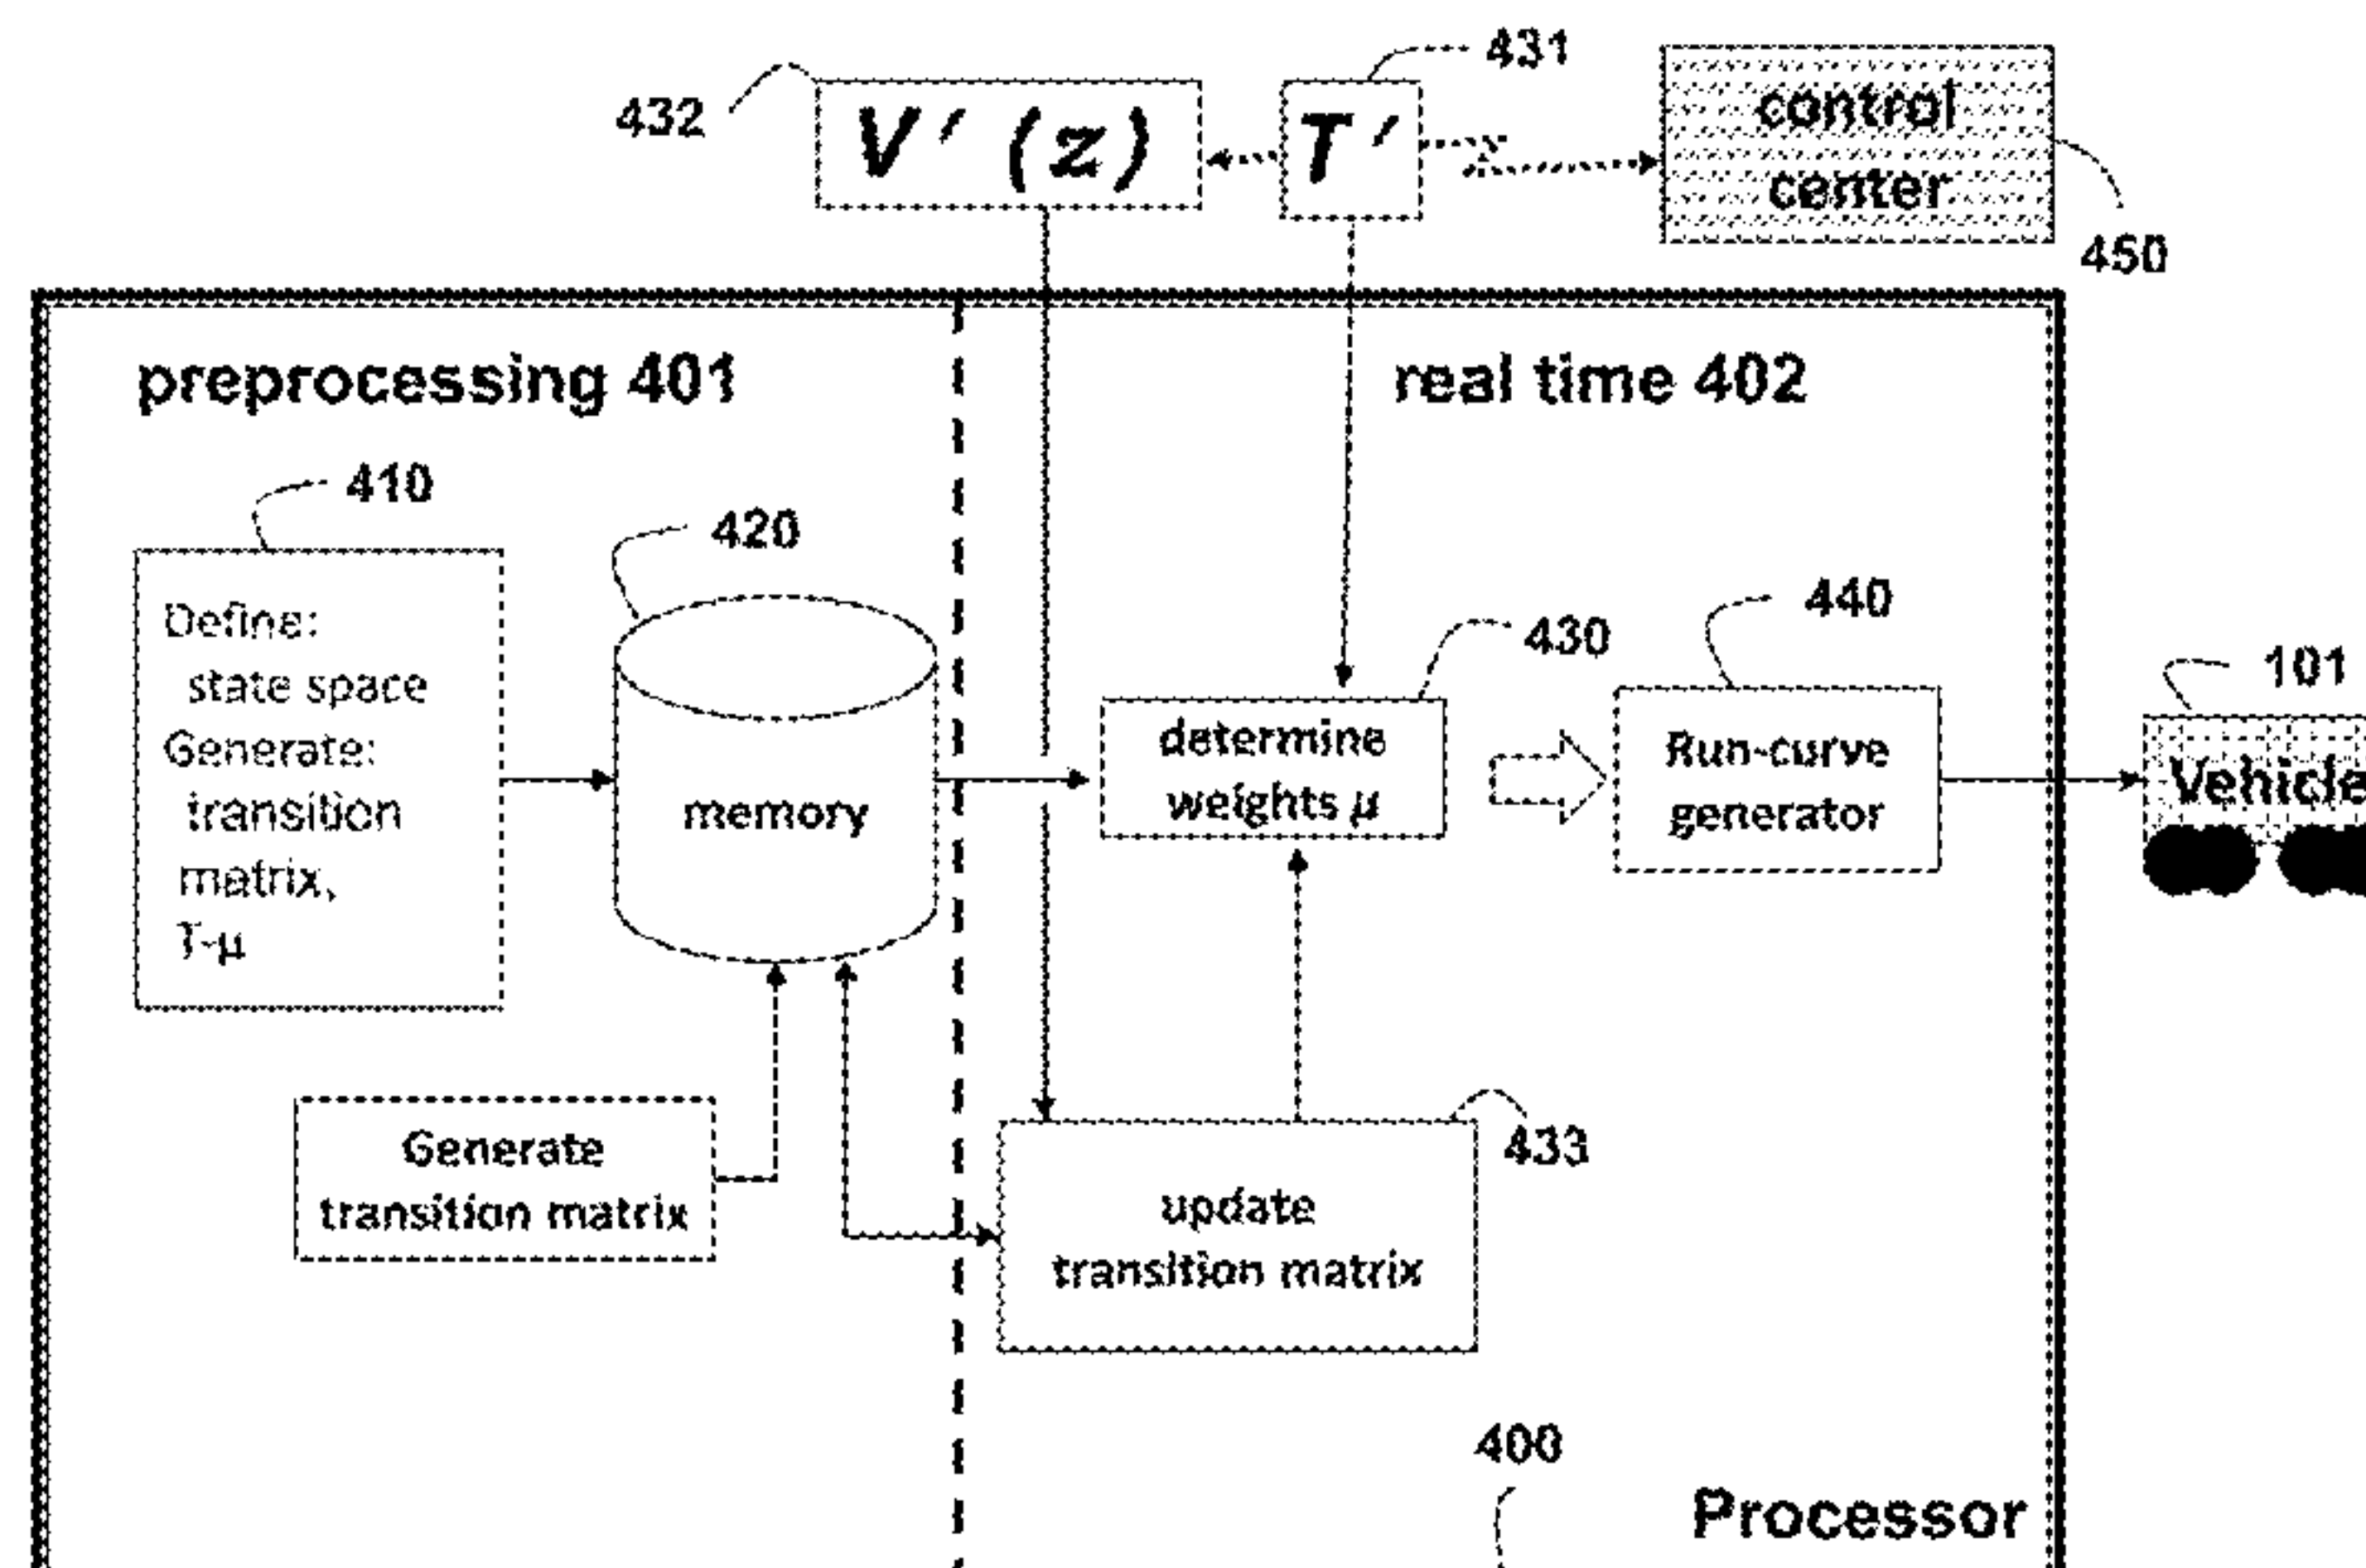 431
432
V' (z)
T'
control
center
450
preprocessing 401
real time 402
410
420
Define:
state space
Generate:
transition
matrix,
T-μ
memory
430
determine
weights μ
440
Run-curve
generator
101
Vehicle
Generate
transition matrix
433
update
transition matrix
400
Processor